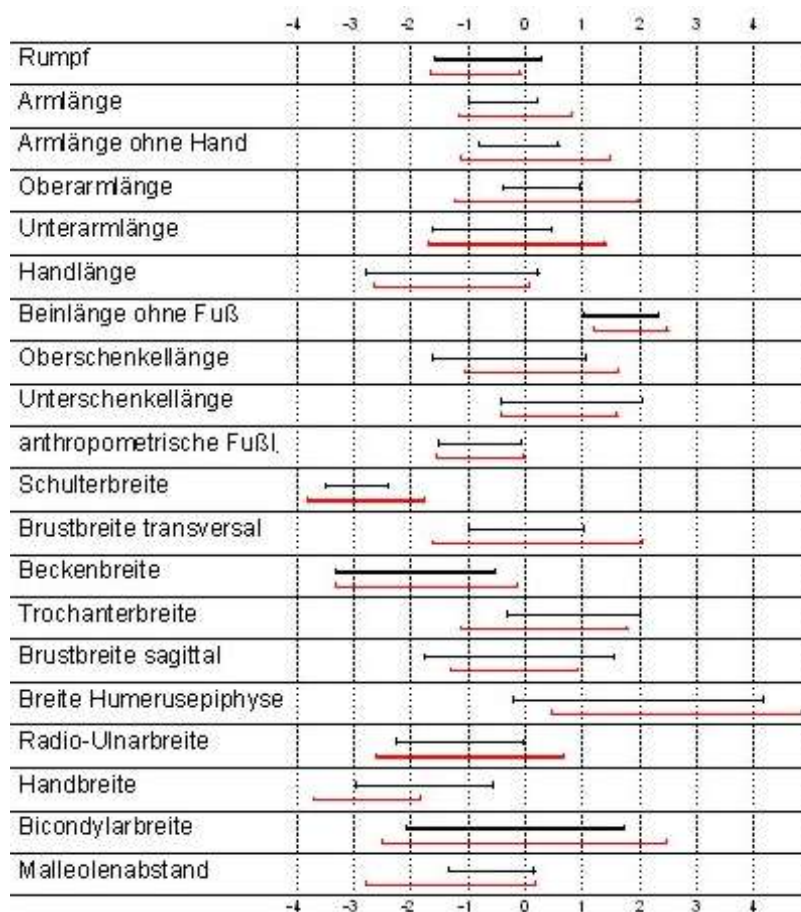 -4 -3 -2 -1 0 1 2 3 4
Rumpf
Armlänge
Armlänge ohne Hand
Oberarmlänge
Unterarmlänge
Handlänge
Beinlänge ohne Fuß
Oberschenkellänge
Unterschenkellänge
anthropometrische Fußl.
Schulterbreite
Brustbreite transversal
Beckenbreite
Trochanterbreite
Brustbreite sagittal
Breite Humerusepiphyse
Radio-Ulnarbreite
Handbreite
Bicondylarbreite
Malleolenabstand
-4 -3 -2 -1 0 1 2 3 4